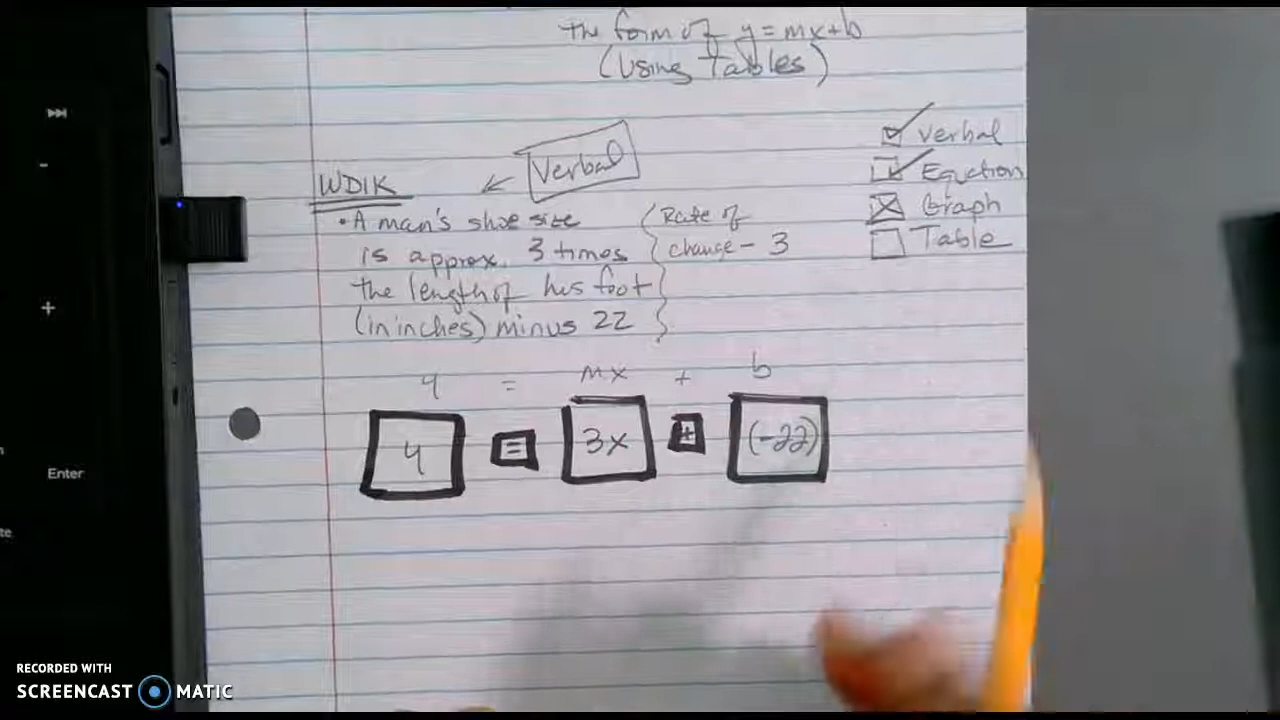 the form of y = mx+b
(Using Tables)
Verbal
verbal
Equation
Graph
Table
WDIK
• A man's shoe size
is approx. 3 times
the length of his foot
(in inches) minus 22
Rate of
change - 3
y = mx + b
y = 3x + (-22)
Enter
RECORDED WITH
SCREENCAST MATIC